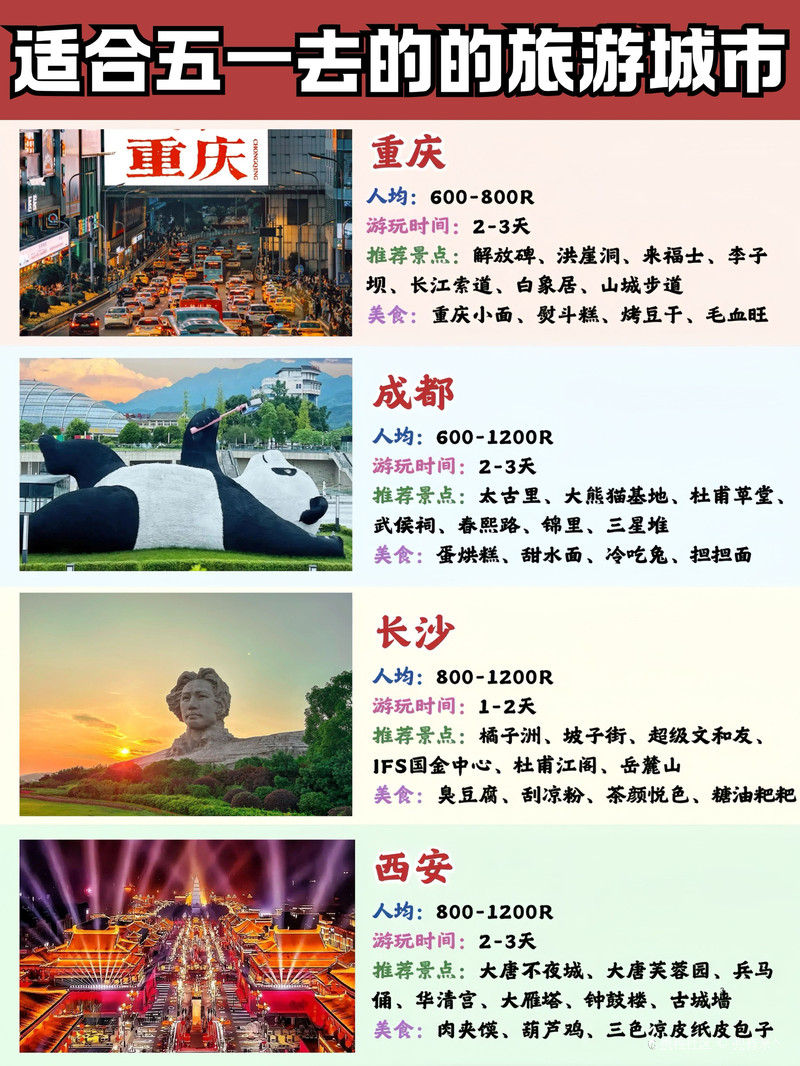 适合五一去的的旅游城市
重庆
CHONGQING
重庆
人均：600-800R
游玩时间：2-3天
推荐景点：解放碑、洪崖洞、来福士、李子
坝、长江索道、白象居、山城步道
美食：重庆小面、熨斗糕、烤豆干、毛血旺
成都
人均：600-1200R
游玩时间：2-3天
推荐景点：太古里、大熊猫基地、杜甫草堂、
武侯祠、春熙路、锦里、三星堆
美食：蛋烘糕、甜水面、冷吃兔、担担面
长沙
人均：800-1200R
游玩时间：1-2天
推荐景点：橘子洲、坡子街、超级文和友、
IFS国金中心、杜甫江阁、岳麓山
美食：臭豆腐、刮凉粉、茶颜悦色、糖油粑粑
西安
人均：800-1200R
游玩时间：2-3天
推荐景点：大唐不夜城、大唐芙蓉园、兵马
俑、华清宫、大雁塔、钟鼓楼、古城墙
美食：肉夹馍、葫芦鸡、三色凉皮纸皮包子